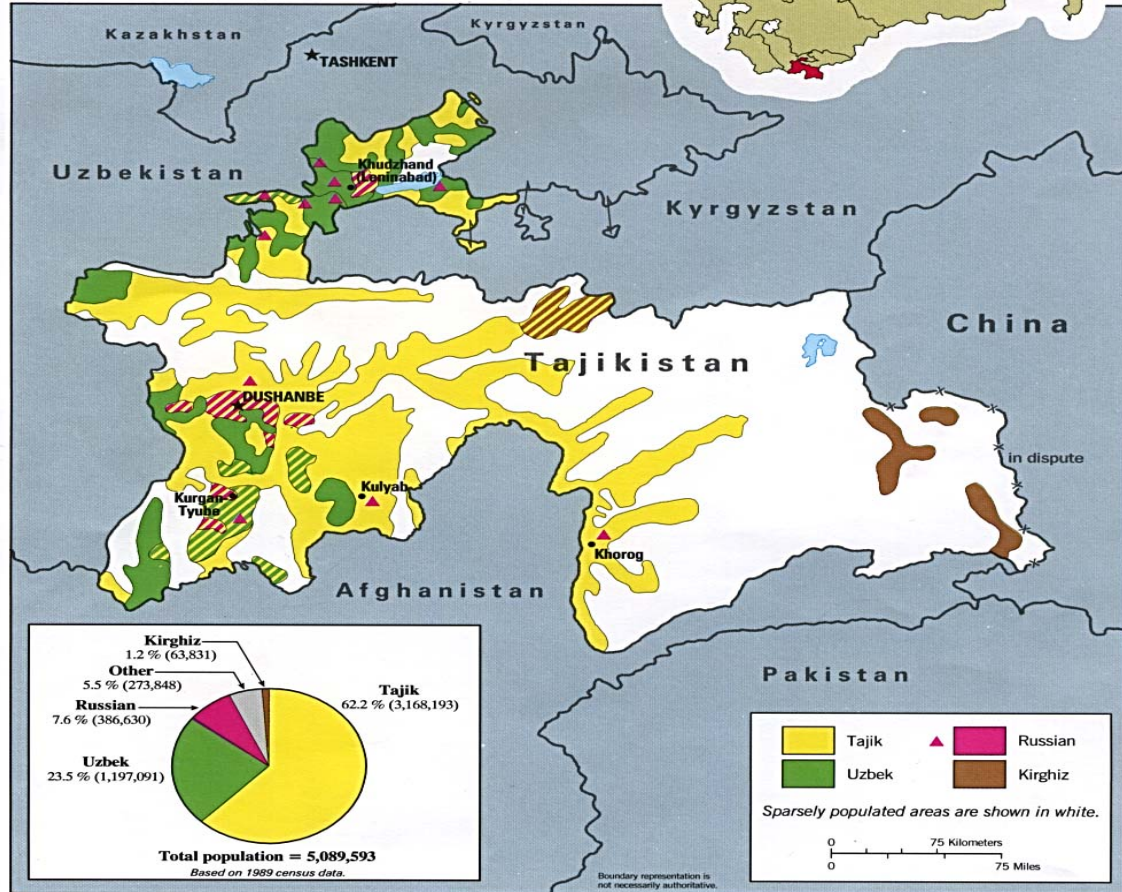 Kazakhstan
Kyrgyzstan
TASHKENT
Uzbekistan
Khudzhand
(Leninabad)
Kyrgyzstan
China
Tajikistan
DUSHANBE
in dispute
Kurgan-
Tyube
Kulyab
Khorog
Afghanistan
Pakistan
Kirghiz
1.2 % (63,831)
Other
5.5 % (273,848)
Russian
7.6 % (386,630)
Tajik
62.2 % (3,168,193)
Uzbek
23.5 % (1,197,091)
Total population = 5,089,593
Based on 1989 census data.
Tajik
Russian
Uzbek
Kirghiz
Sparsely populated areas are shown in white.
0 75 Kilometers
0 75 Miles
Boundary representation is
not necessarily authoritative.